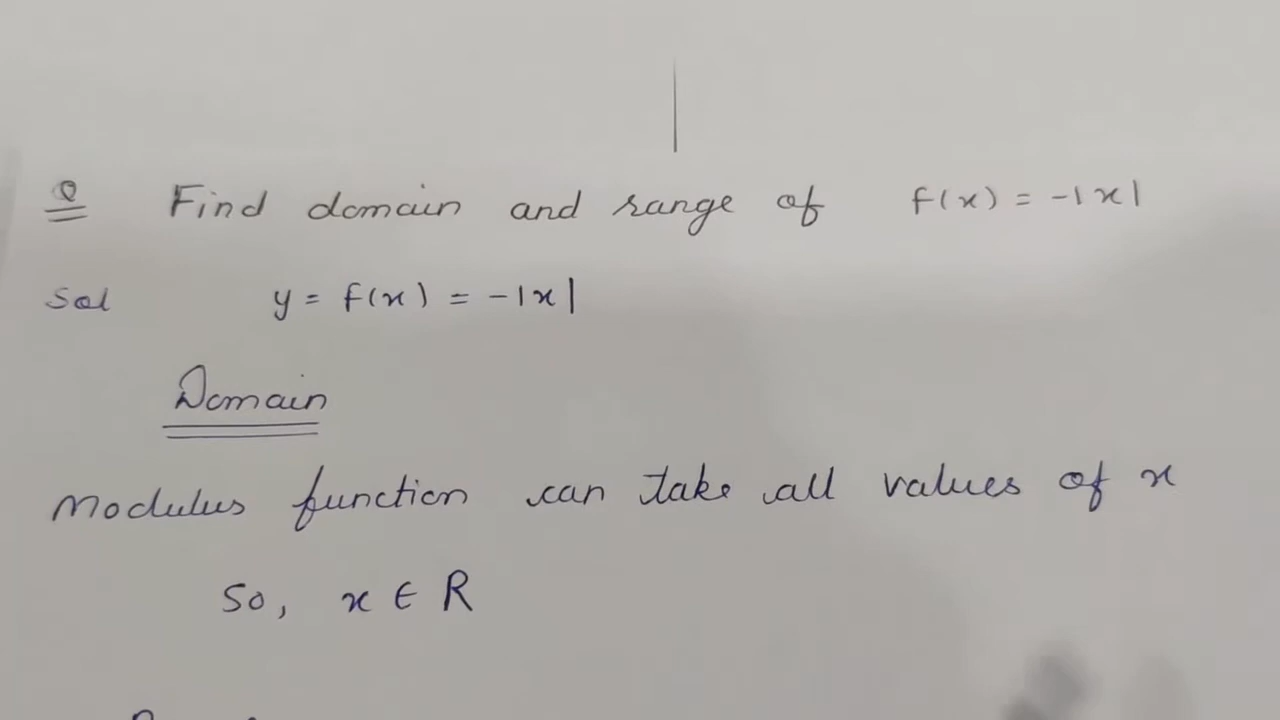 Q Find domain and range of f(x) = -|x|
Sol y = f(x) = -|x|
Domain
Modulus function can take all values of x
So, x ∈ R